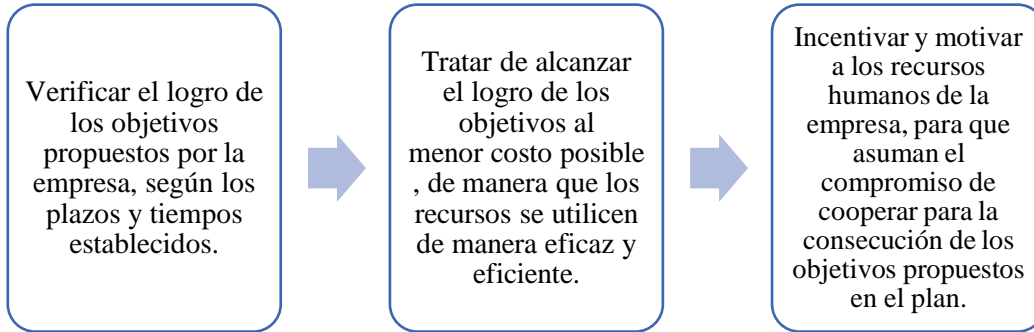 Verificar el logro de
los objetivos
propuestos por la
empresa, según los
plazos y tiempos
establecidos.
Tratar de alcanzar
el logro de los
objetivos al
menor costo posible
, de manera que los
recursos se utilicen
de manera eficaz y
eficiente.
Incentivar y motivar
a los recursos
humanos de la
empresa, para que
asuman el
compromiso de
cooperar para la
consecución de los
objetivos propuestos
en el plan.